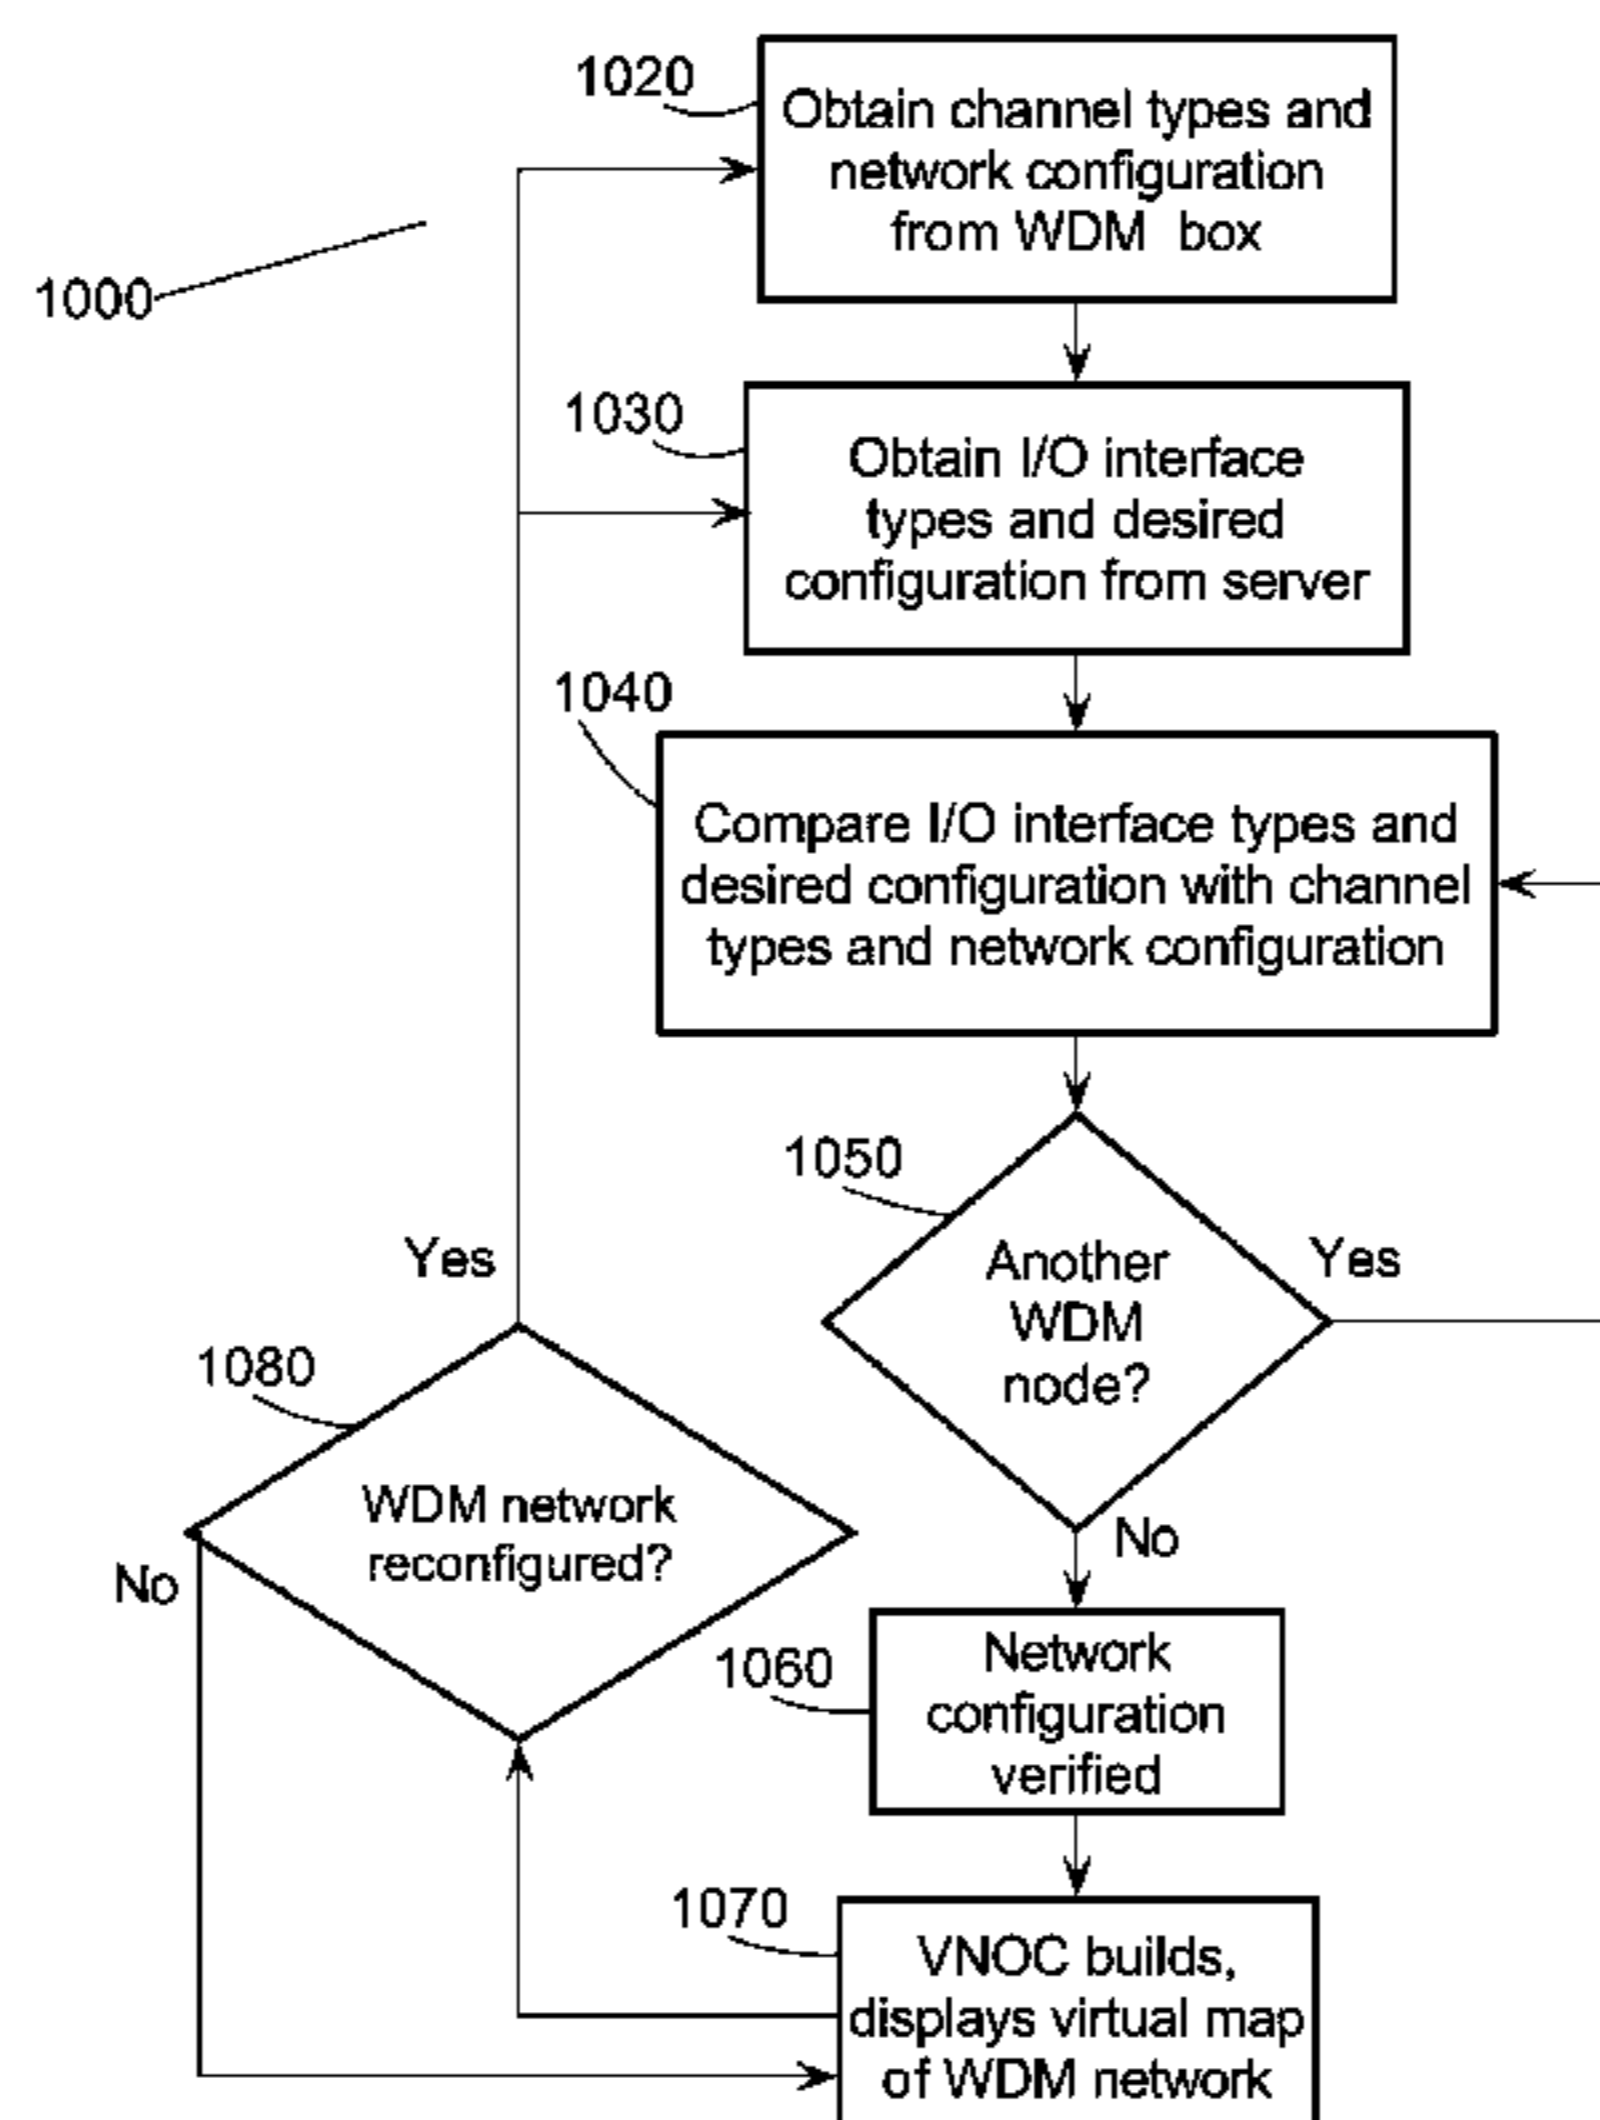 1020
Obtain channel types and
network configuration
from WDM box
1000
1030
Obtain I/O interface
types and desired
configuration from server
1040
Compare I/O interface types and
desired configuration with channel
types and network configuration
1050
Another
WDM
node?
Yes
Yes
1080
WDM network
reconfigured?
No
No
1060
Network
configuration
verified
1070
VNOC builds,
displays virtual map
of WDM network